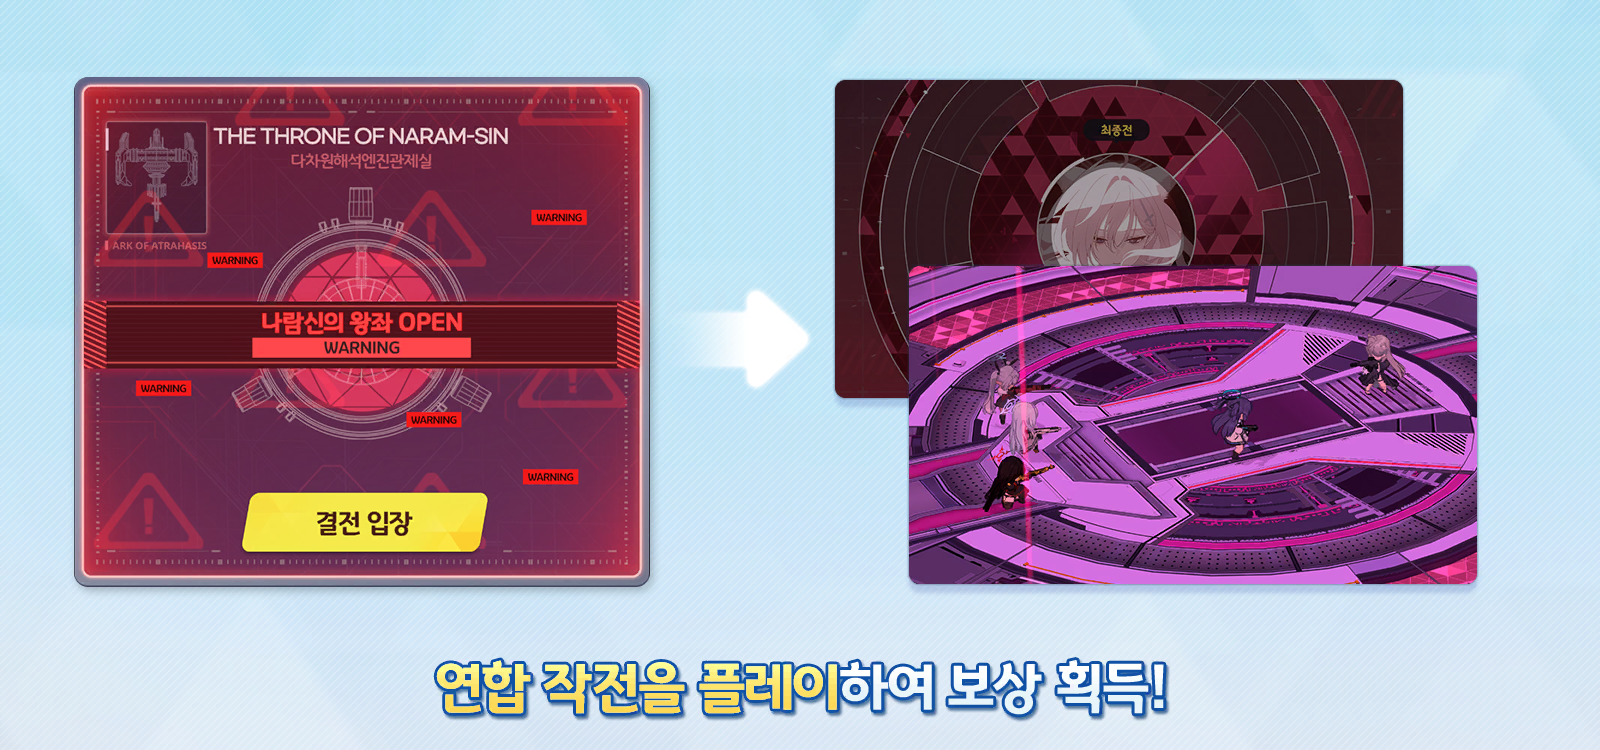 THE THRONE OF NARAM-SIN
다차원해석엔진관제실
ARK OF ATRAHASIS
WARNING
WARNING
나람신의 왕좌 OPEN
WARNING
WARNING
WARNING
WARNING
결전 입장
최종전
연합 작전을 플레이하여 보상 획득!